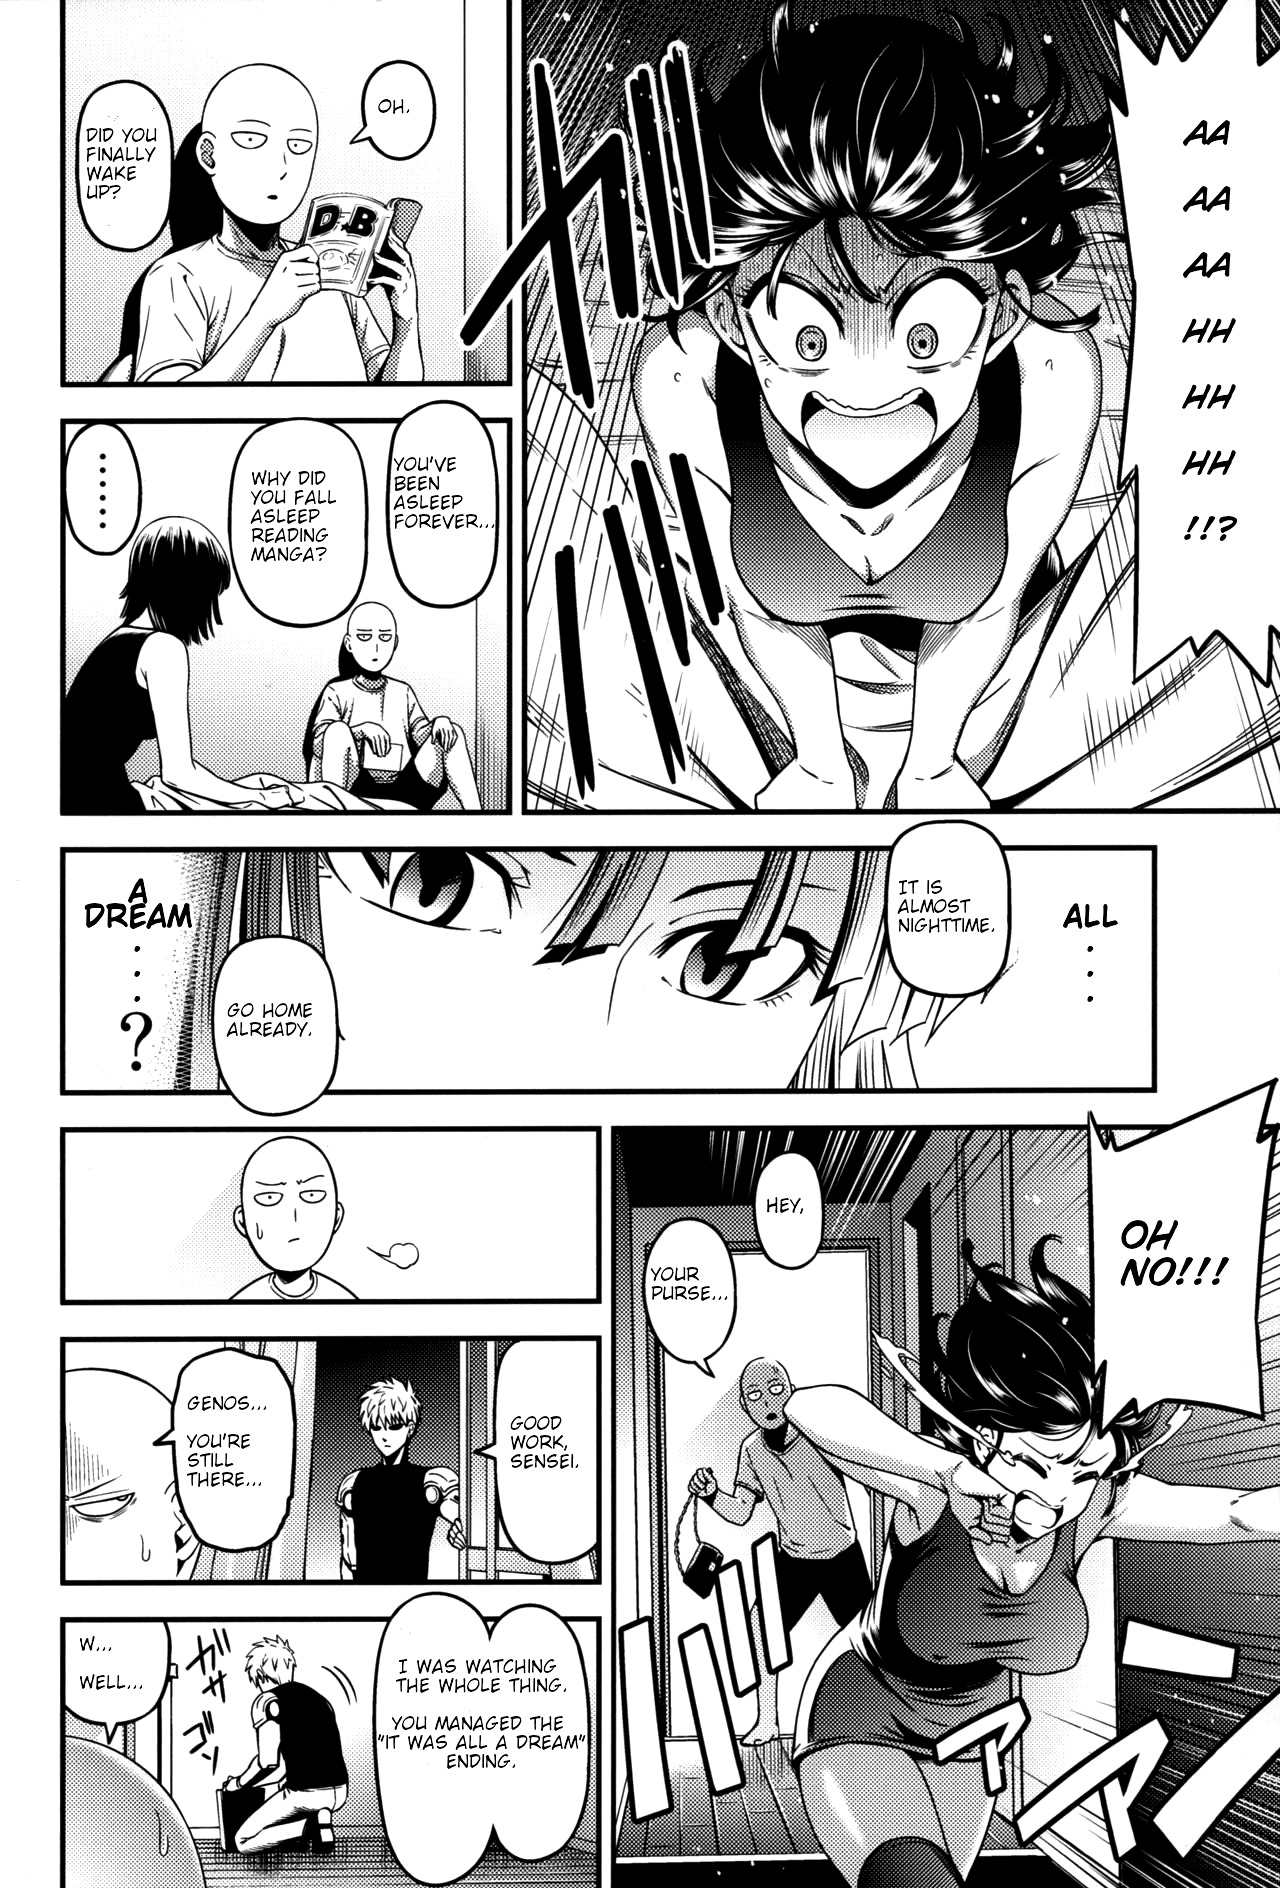 AA
AA
AA
HH
HH
HH
!!?
ガバッ
OH.
D B
DID YOU
FINALLY
WAKE
UP?
YOU'VE
BEEN
ASLEEP
FOREVER...
WHY DID
YOU FALL
ASLEEP
READING
MANGA?
......
ALL
...
IT IS
ALMOST
NIGHTTIME.
GO HOME
ALREADY.
A
DREAM
...
?
OH
NO!!!
HEY,
YOUR
PURSE...
GOOD
WORK,
SENSEI.
GENOS...
YOU'RE
STILL
THERE...
I WAS WATCHING
THE WHOLE THING.
YOU MANAGED THE
"IT WAS ALL A DREAM"
ENDING.
W...
WELL...